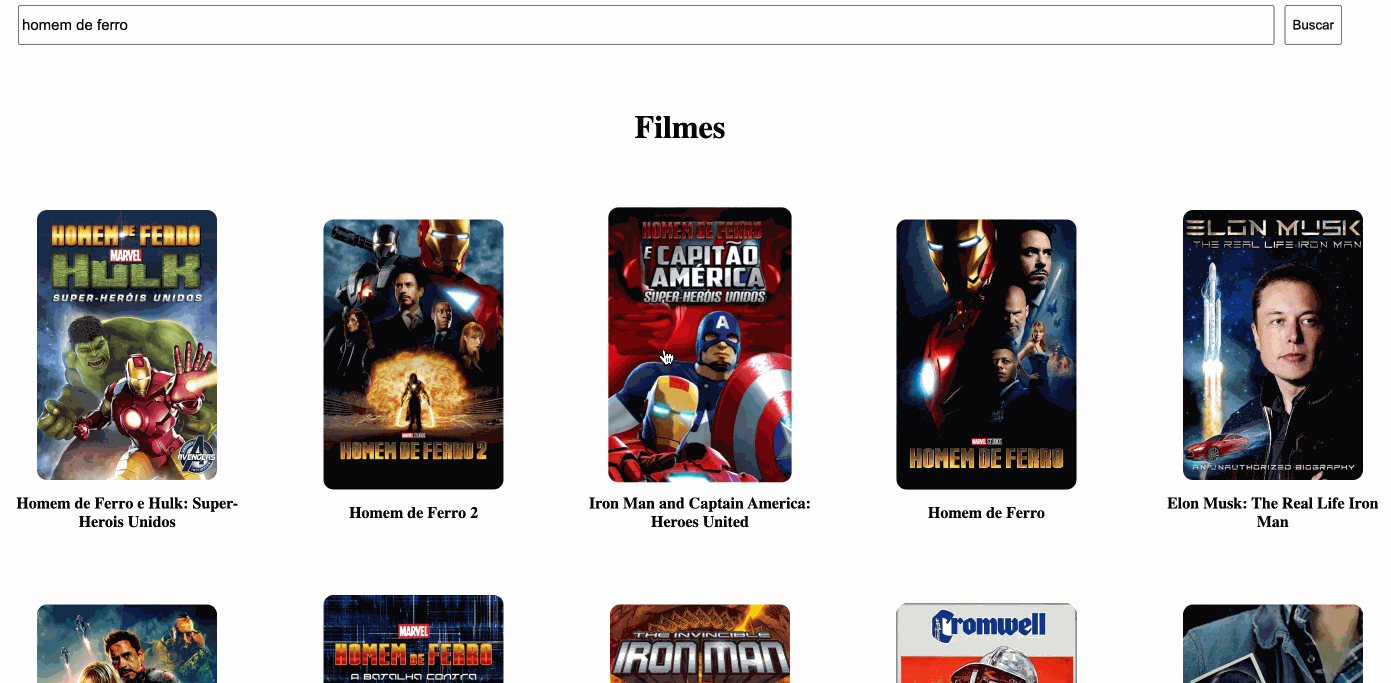 homem de ferro
Buscar
Filmes
HOMEM DE FERRO
MARVEL
HULK
SUPER-HERÓIS UNIDOS
AVENGERS
Homem de Ferro e Hulk: Super-
Herois Unidos
MARVEL STUDIOS
HOMEM DE FERRO 2
Homem de Ferro 2
HOMEM DE FERRO
E CAPITÃO
AMÉRICA
SUPER-HERÓIS UNIDOS
A
Iron Man and Captain America:
Heroes United
MARVEL STUDIOS
HOMEM DE FERRO
Homem de Ferro
ELON MUSK
THE REAL LIFE IRON MAN
AN UNAUTHORIZED BIOGRAPHY
Elon Musk: The Real Life Iron
Man
MARVEL
HOMEM DE FERRO
A BATALHA CONTRA
THE INVINCIBLE
IRON MAN
Cromwell